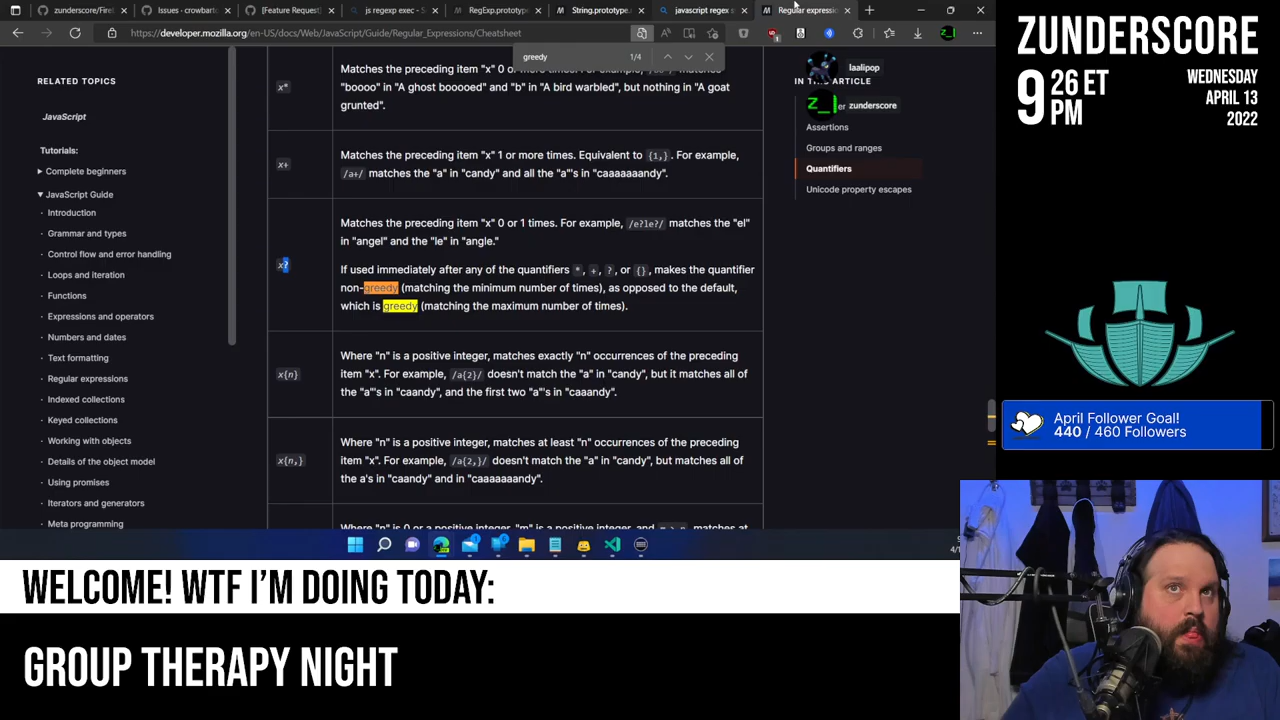 zunderscore/Fire
Issues · crowbart
[Feature Request]
js regexp exec - S
RegExp.prototype.
String.prototype.
javascript regex s
Regular expressi
https://developer.mozilla.org/en-US/docs/Web/JavaScript/Guide/Regular_Expressions/Cheatsheet
greedy
1/4
RELATED TOPICS
JavaScript
Tutorials:
Complete beginners
JavaScript Guide
Introduction
Grammar and types
Control flow and error handling
Loops and iteration
Functions
Expressions and operators
Numbers and dates
Text formatting
Regular expressions
Indexed collections
Keyed collections
Working with objects
Details of the object model
Using promises
Iterators and generators
Meta programming
x*
"boooo" in "A ghost booooed" and "b" in "A bird warbled", but nothing in "A goat
grunted".
x+
Matches the preceding item "x" 1 or more times. Equivalent to {1,}. For example,
/a+/ matches the "a" in "candy" and all the "a"'s in "caaaaaaandy".
x?
Matches the preceding item "x" 0 or 1 times. For example, /e?le?/ matches the "el"
in "angel" and the "le" in "angle."
If used immediately after any of the quantifiers *, +, ?, or {}, makes the quantifier
non-greedy (matching the minimum number of times), as opposed to the default,
which is greedy (matching the maximum number of times).
x{n}
Where "n" is a positive integer, matches exactly "n" occurrences of the preceding
item "x". For example, /a{2}/ doesn't match the "a" in "candy", but it matches all of
the "a"'s in "caandy", and the first two "a"'s in "caaandy".
x{n,}
Where "n" is a positive integer, matches at least "n" occurrences of the preceding
item "x". For example, /a{2,}/ doesn't match the "a" in "candy", but matches all of
the a's in "caandy" and in "caaaaaaandy".
Where "n" is 0 or a positive integer, "m" is a positive integer, and
matches at
IN THIS ARTICLE
laalipop
z_|
zunderscore
Assertions
Groups and ranges
Quantifiers
Unicode property escapes
ZUNDERSCORE
9 26 ET
PM
WEDNESDAY
APRIL 13
2022
April Follower Goal!
440 / 460 Followers
WELCOME! WTF I'M DOING TODAY:
GROUP THERAPY NIGHT